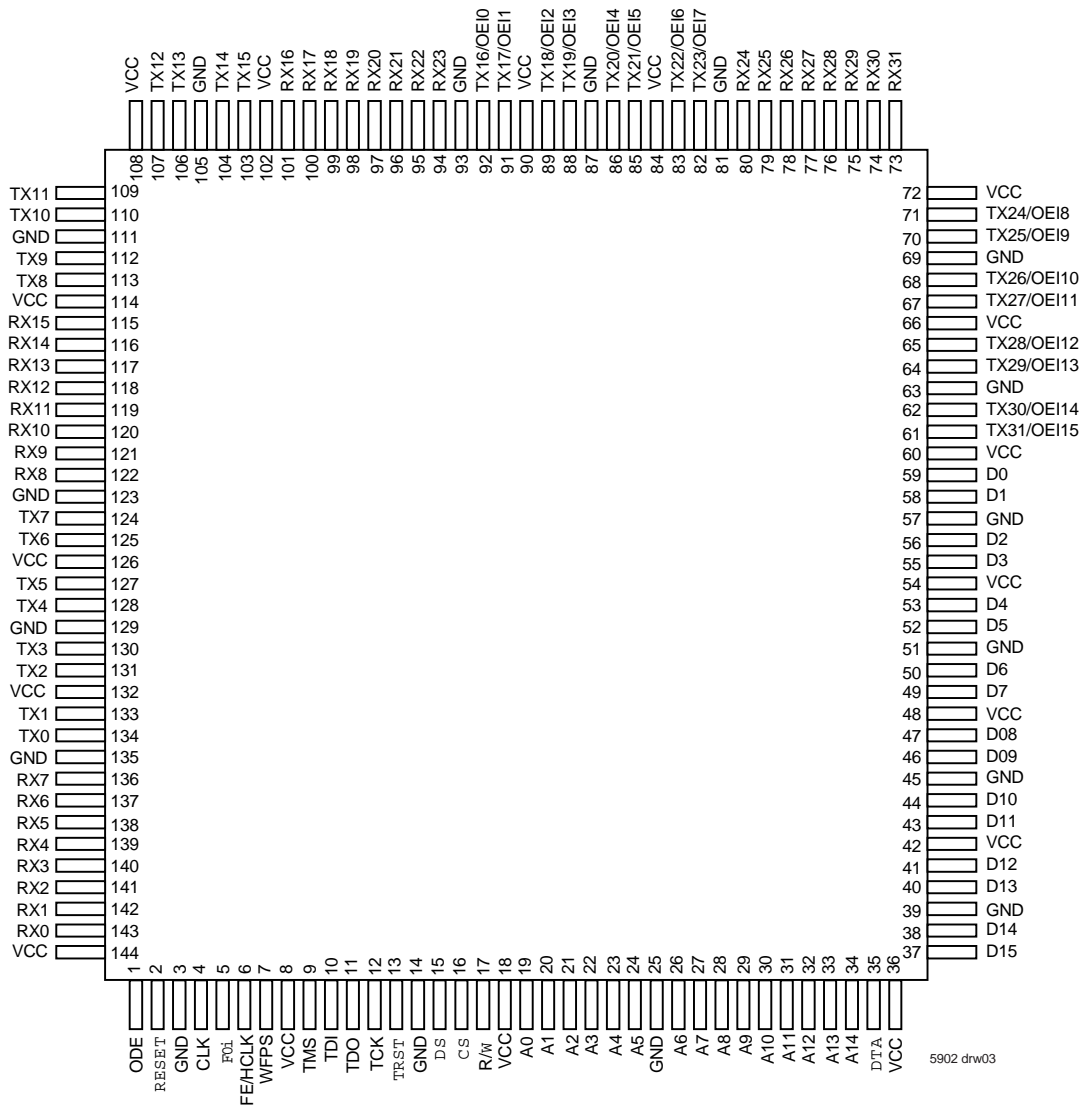 VCC
TX12
TX13
GND
TX14
TX15
VCC
RX16
RX17
RX18
RX19
RX20
RX21
RX22
RX23
GND
TX16/OEI0
TX17/OEI1
VCC
TX18/OEI2
TX19/OEI3
GND
TX20/OEI4
TX21/OEI5
VCC
TX22/OEI6
TX23/OEI7
GND
RX24
RX25
RX26
RX27
RX28
RX29
RX30
RX31
108
107
106
105
104
103
102
101
100
99
98
97
96
95
94
93
92
91
90
89
88
87
86
85
84
83
82
81
80
79
78
77
76
75
74
73
TX11 109
TX10 110
GND 111
TX9 112
TX8 113
VCC 114
RX15 115
RX14 116
RX13 117
RX12 118
RX11 119
RX10 120
RX9 121
RX8 122
GND 123
TX7 124
TX6 125
VCC 126
TX5 127
TX4 128
GND 129
TX3 130
TX2 131
VCC 132
TX1 133
TX0 134
GND 135
RX7 136
RX6 137
RX5 138
RX4 139
RX3 140
RX2 141
RX1 142
RX0 143
VCC 144
72 VCC
71 TX24/OEI8
70 TX25/OEI9
69 GND
68 TX26/OEI10
67 TX27/OEI11
66 VCC
65 TX28/OEI12
64 TX29/OEI13
63 GND
62 TX30/OEI14
61 TX31/OEI15
60 VCC
59 D0
58 D1
57 GND
56 D2
55 D3
54 VCC
53 D4
52 D5
51 GND
50 D6
49 D7
48 VCC
47 D08
46 D09
45 GND
44 D10
43 D11
42 VCC
41 D12
40 D13
39 GND
38 D14
37 D15
1
2
3
4
5
6
7
8
9
10
11
12
13
14
15
16
17
18
19
20
21
22
23
24
25
26
27
28
29
30
31
32
33
34
35
36
ODE
RESET
GND
CLK
F0i
FE/HCLK
WFPS
VCC
TMS
TDI
TDO
TCK
TRST
GND
DS
CS
R/W
VCC
A0
A1
A2
A3
A4
A5
GND
A6
A7
A8
A9
A10
A11
A12
A13
A14
DTA
VCC
5902 drw03